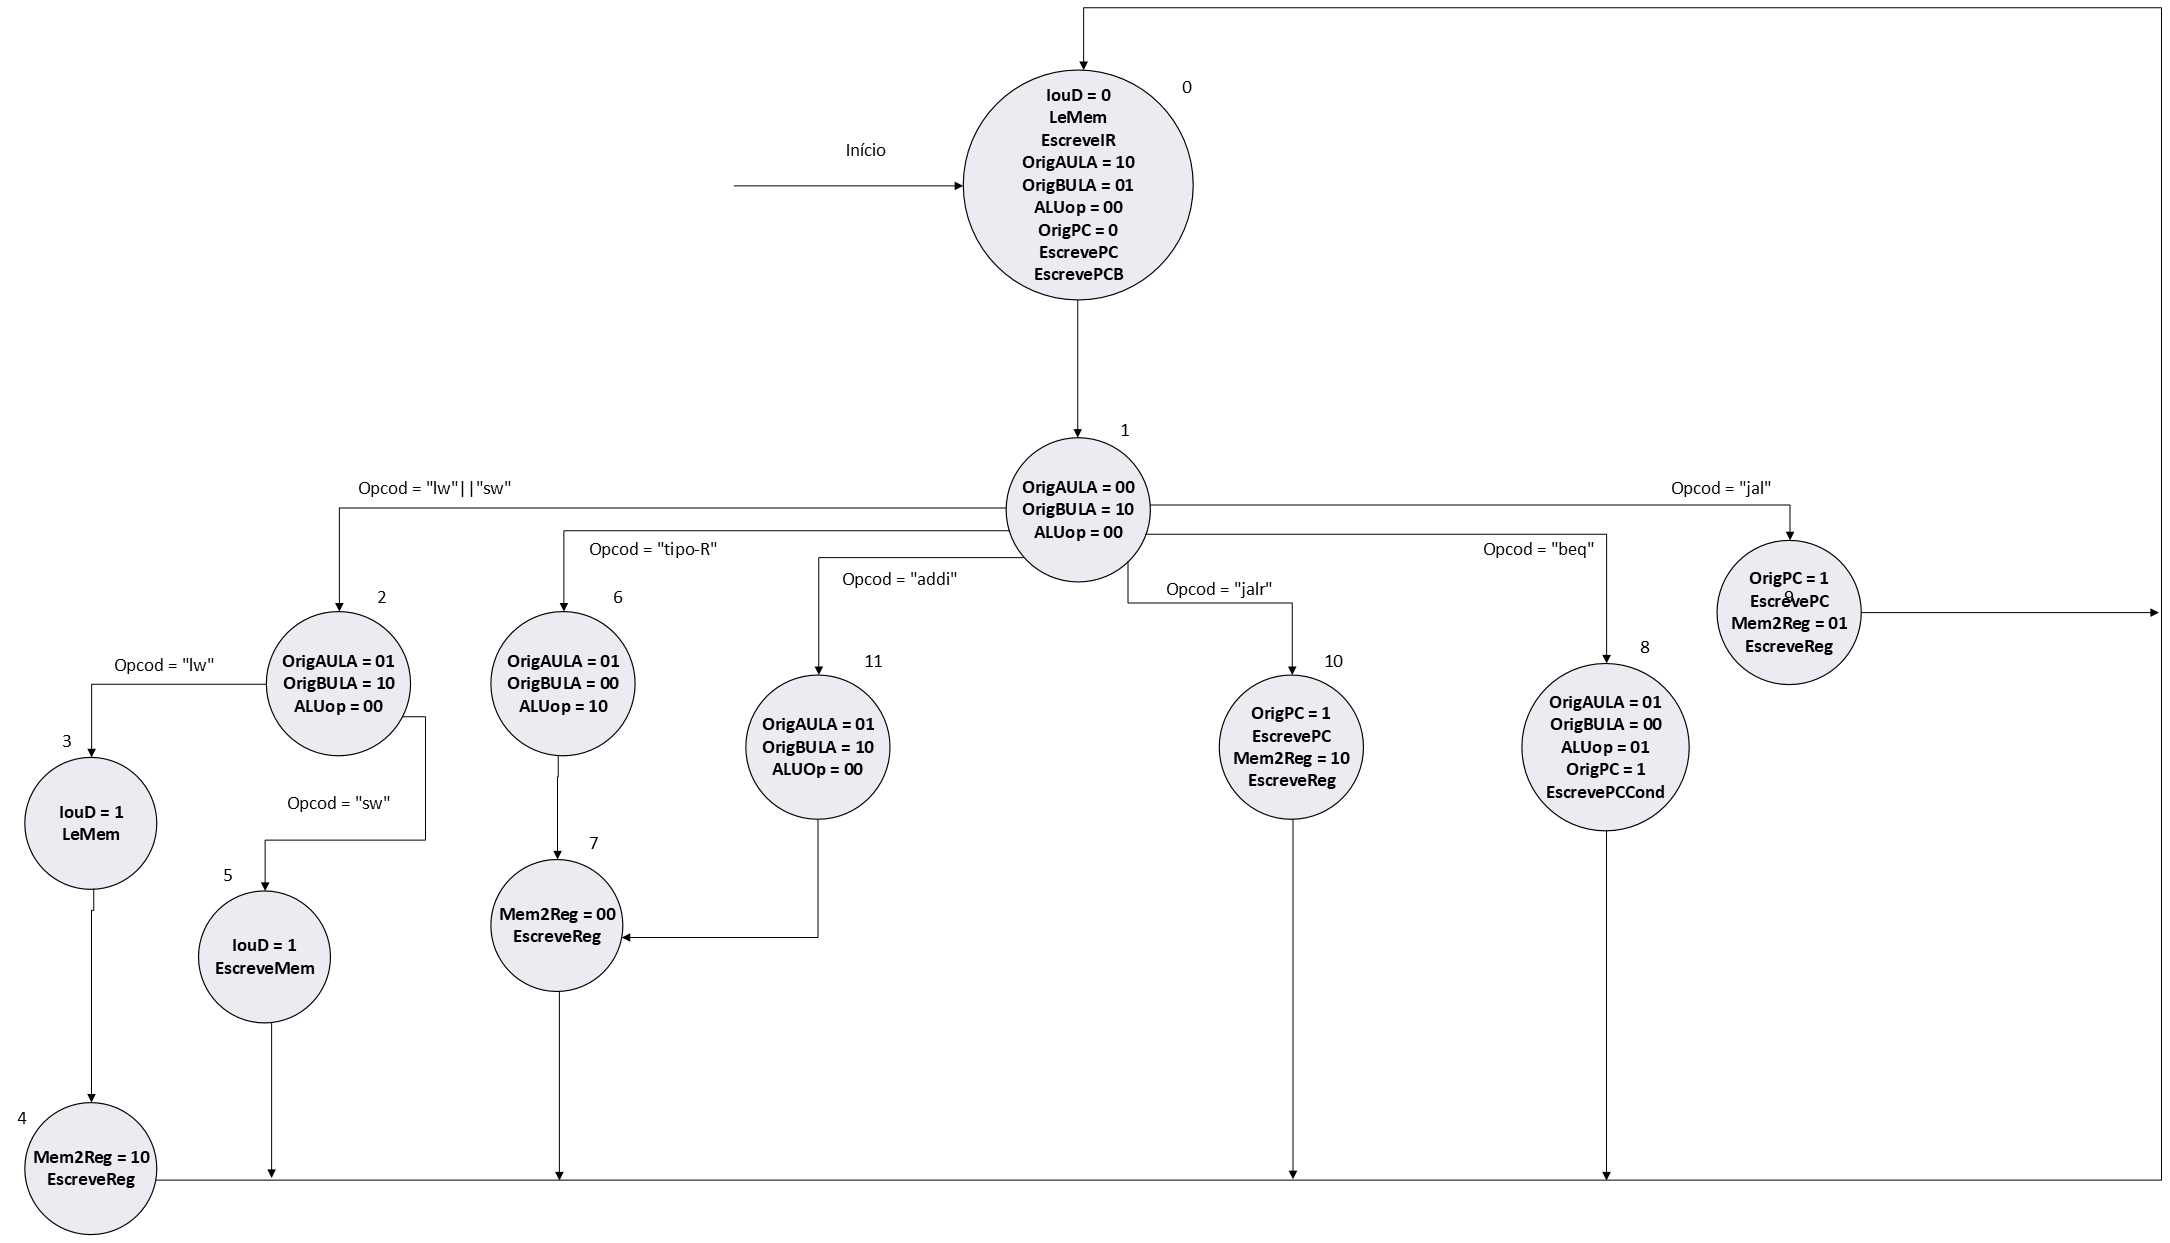 0
IouD = 0
LeMem
EscreveIR
OrigAULA = 10
OrigBULA = 01
ALUop = 00
OrigPC = 0
EscrevePC
EscrevePCB
Início
1
OrigAULA = 00
OrigBULA = 10
ALUop = 00
Opcod = "lw"||"sw"
Opcod = "tipo-R"
Opcod = "addi"
Opcod = "jalr"
Opcod = "beq"
Opcod = "jal"
2
OrigAULA = 01
OrigBULA = 10
ALUop = 00
6
OrigAULA = 01
OrigBULA = 00
ALUop = 10
11
OrigAULA = 01
OrigBULA = 10
ALUOp = 00
10
OrigPC = 1
EscrevePC
Mem2Reg = 10
EscreveReg
8
OrigAULA = 01
OrigBULA = 00
ALUop = 01
OrigPC = 1
EscrevePCCond
9
OrigPC = 1
EscrevePC
Mem2Reg = 01
EscreveReg
Opcod = "lw"
3
IouD = 1
LeMem
Opcod = "sw"
5
IouD = 1
EscreveMem
7
Mem2Reg = 00
EscreveReg
4
Mem2Reg = 10
EscreveReg